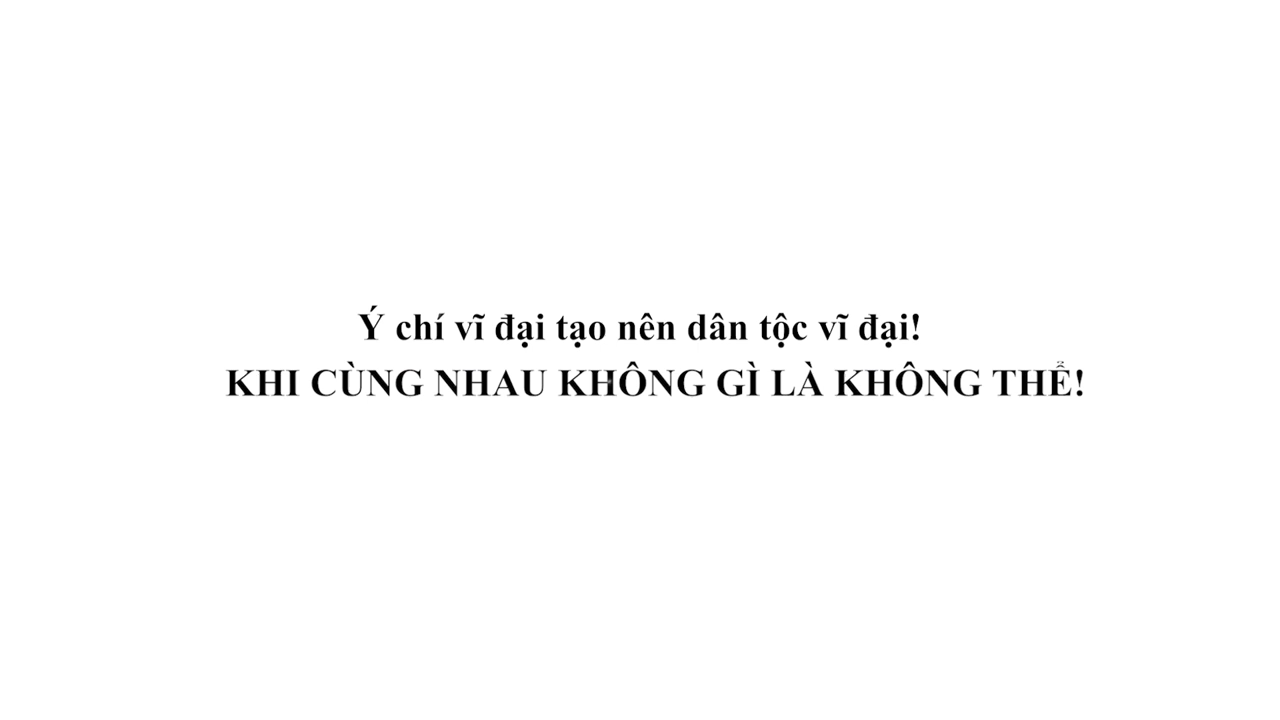 Ý chí vĩ đại tạo nên dân tộc vĩ đại!
KHI CÙNG NHAU KHÔNG GÌ LÀ KHÔNG THỂ!